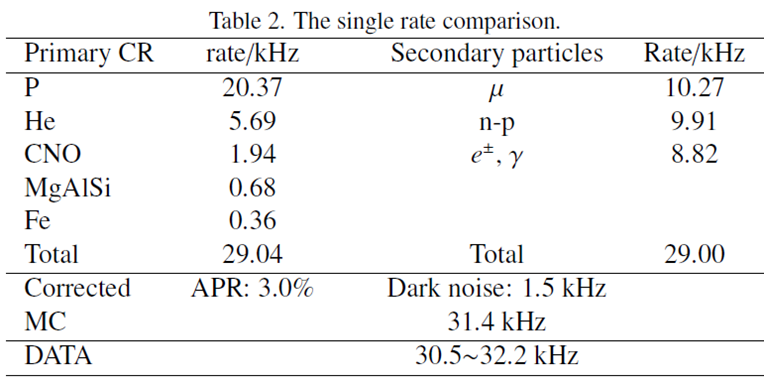 Table 2. The single rate comparison.
Primary CR rate/kHz Secondary particles Rate/kHz
P 20.37 μ 10.27
He 5.69 n-p 9.91
CNO 1.94 e±, γ 8.82
MgAlSi 0.68
Fe 0.36
Total 29.04 Total 29.00
Corrected APR: 3.0% Dark noise: 1.5 kHz
MC 31.4 kHz
DATA 30.5~32.2 kHz